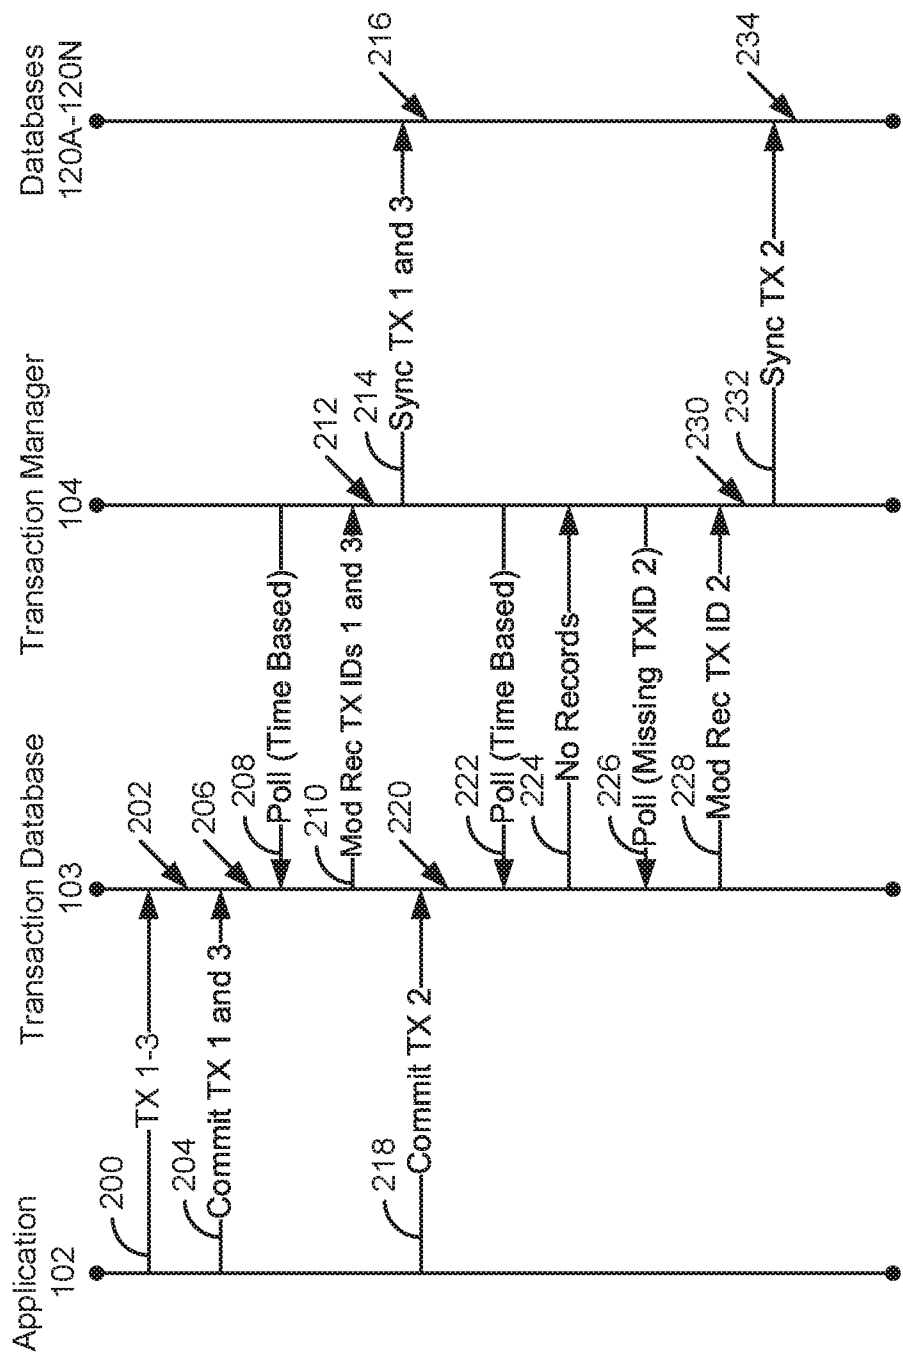 Application
102
Transaction Database
103
Transaction Manager
104
Databases
120A-120N
200
TX 1-3
202
204
Commit TX 1 and 3
206
208
Poll (Time Based)
210
Mod Rec TX IDs 1 and 3
212
214
Sync TX 1 and 3
216
218
Commit TX 2
220
222
Poll (Time Based)
224
No Records
226
Poll (Missing TXID 2)
228
Mod Rec TX ID 2
230
232
Sync TX 2
234